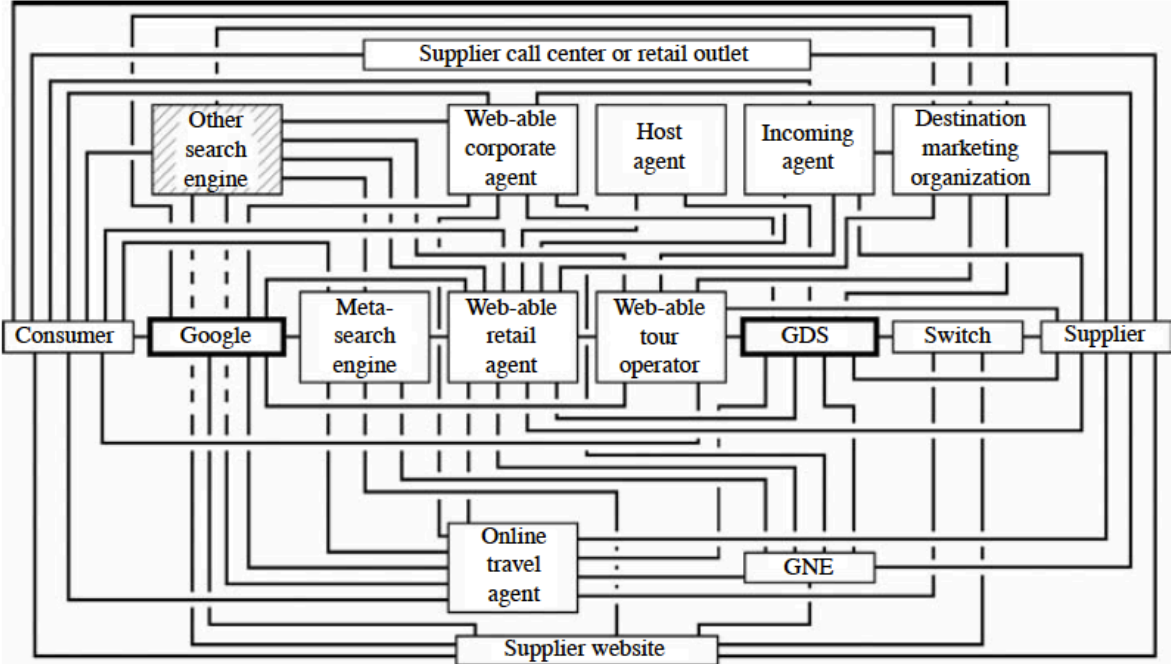 Supplier call center or retail outlet
Other
search
engine
Web-able
corporate
agent
Host
agent
Incoming
agent
Destination
marketing
organization
Consumer
Google
Meta-
search
engine
Web-able
retail
agent
Web-able
tour
operator
GDS
Switch
Supplier
Online
travel
agent
GNE
Supplier website